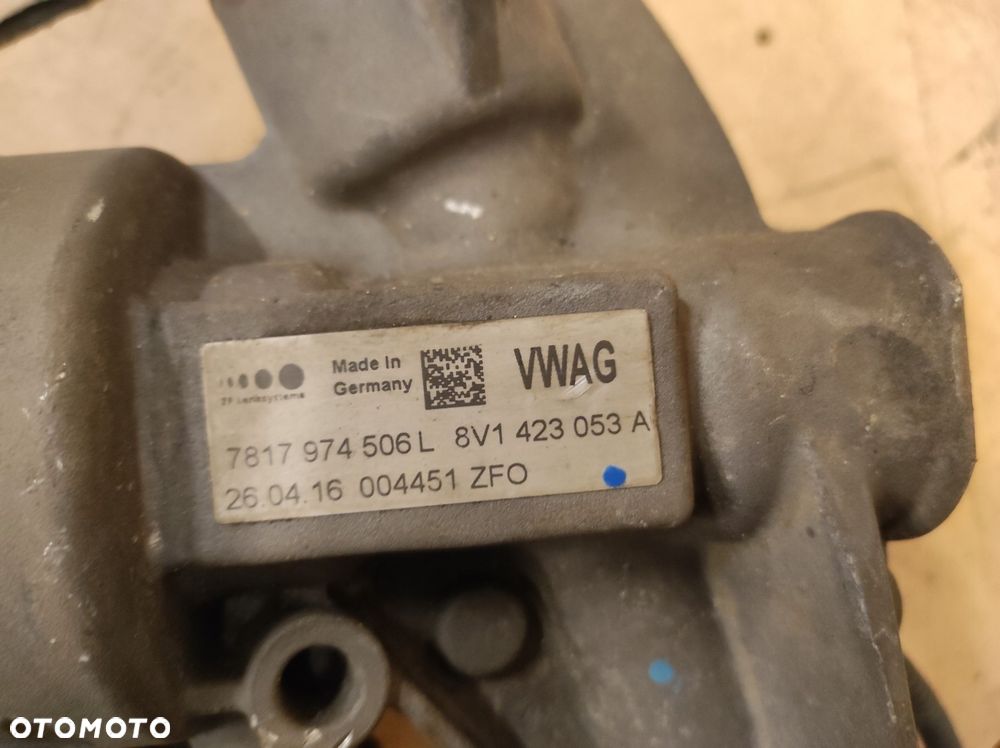 Made in
Germany
VWAG
ZF Lenksysteme
7817 974 506 L 8V1 423 053 A
26.04.16 004451 ZFO
OTOMOTO